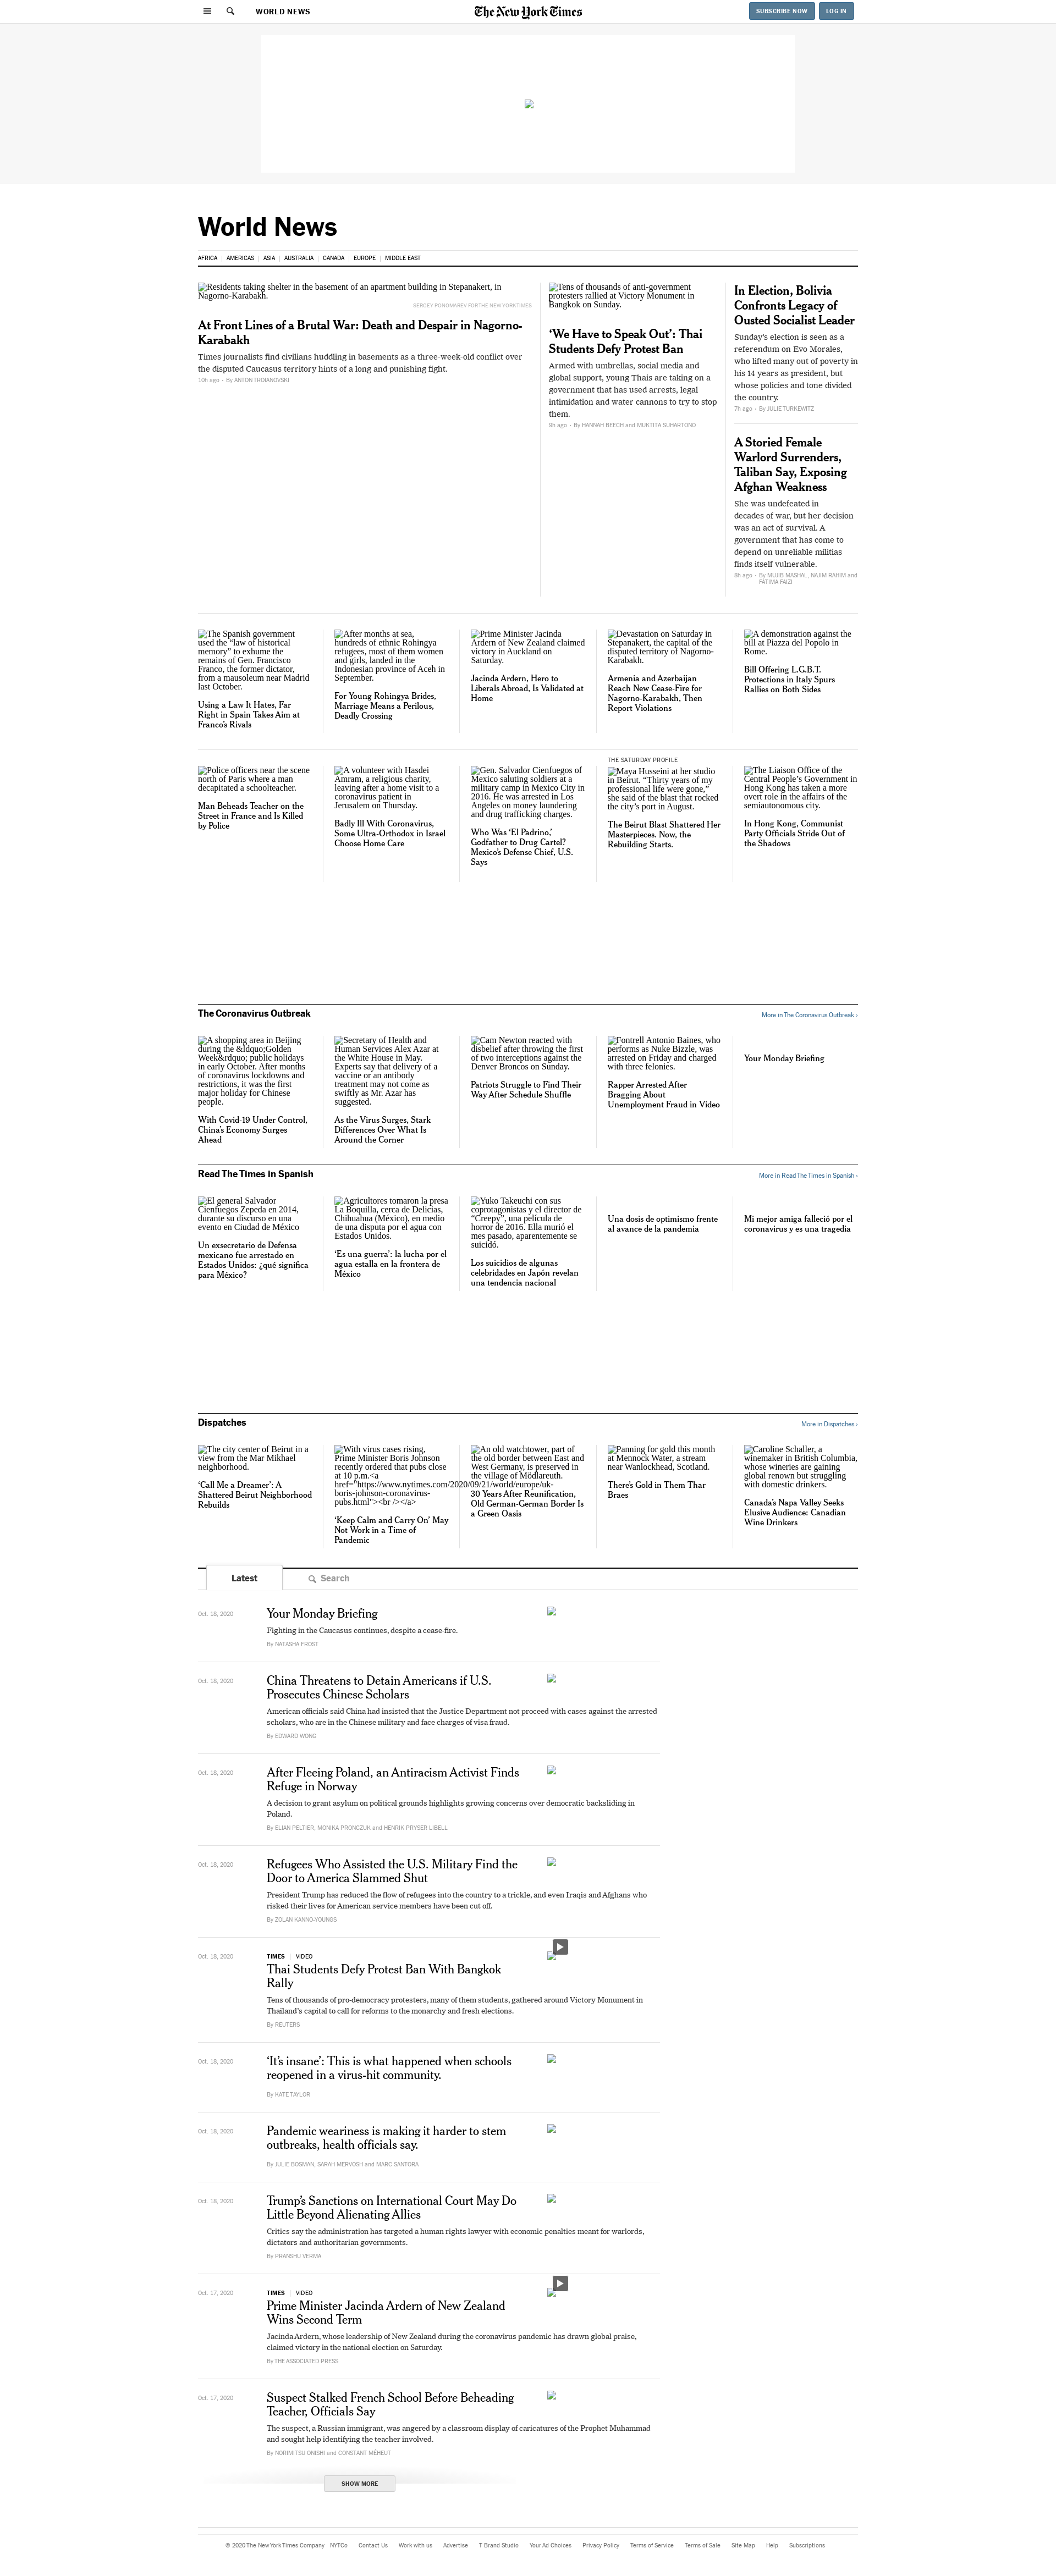 WORLD NEWS
The New York Times
SUBSCRIBE NOW
LOG IN
World News
AFRICA
AMERICAS
ASIA
AUSTRALIA
CANADA
EUROPE
MIDDLE EAST
Residents taking shelter in the basement of an apartment building in Stepanakert, in
Nagorno-Karabakh.
SERGEY PONOMAREV FOR THE NEW YORK TIMES
At Front Lines of a Brutal War: Death and Despair in Nagorno-
Karabakh
Times journalists find civilians huddling in basements as a three-week-old conflict over
the disputed Caucasus territory hints of a long and punishing fight.
10h ago · By ANTON TROIANOVSKI
Tens of thousands of anti-government
protesters rallied at Victory Monument in
Bangkok on Sunday.
‘We Have to Speak Out’: Thai
Students Defy Protest Ban
Armed with umbrellas, social media and
global support, young Thais are taking on a
government that has used arrests, legal
intimidation and water cannons to try to stop
them.
9h ago · By HANNAH BEECH and MUKTITA SUHARTONO
In Election, Bolivia
Confronts Legacy of
Ousted Socialist Leader
Sunday’s election is seen as a
referendum on Evo Morales,
who lifted many out of poverty in
his 14 years as president, but
whose policies and tone divided
the country.
7h ago · By JULIE TURKEWITZ
A Storied Female
Warlord Surrenders,
Taliban Say, Exposing
Afghan Weakness
She was undefeated in
decades of war, but her decision
was an act of survival. A
government that has come to
depend on unreliable militias
finds itself vulnerable.
8h ago · By MUJIB MASHAL, NAJIM RAHIM and
FATIMA FAIZI
The Spanish government
used the “law of historical
memory” to exhume the
remains of Gen. Francisco
Franco, the former dictator,
from a mausoleum near Madrid
last October.
Using a Law It Hates, Far
Right in Spain Takes Aim at
Franco’s Rivals
After months at sea,
hundreds of ethnic Rohingya
refugees, most of them women
and girls, landed in the
Indonesian province of Aceh in
September.
For Young Rohingya Brides,
Marriage Means a Perilous,
Deadly Crossing
Prime Minister Jacinda
Ardern of New Zealand claimed
victory in Auckland on
Saturday.
Jacinda Ardern, Hero to
Liberals Abroad, Is Validated at
Home
Devastation on Saturday in
Stepanakert, the capital of the
disputed territory of Nagorno-
Karabakh.
Armenia and Azerbaijan
Reach New Cease-Fire for
Nagorno-Karabakh, Then
Report Violations
A demonstration against the
bill at Piazza del Popolo in
Rome.
Bill Offering L.G.B.T.
Protections in Italy Spurs
Rallies on Both Sides
Police officers near the scene
north of Paris where a man
decapitated a schoolteacher.
Man Beheads Teacher on the
Street in France and Is Killed
by Police
A volunteer with Hasdei
Amram, a religious charity,
leaving after a home visit to a
coronavirus patient in
Jerusalem on Thursday.
Badly Ill With Coronavirus,
Some Ultra-Orthodox in Israel
Choose Home Care
Gen. Salvador Cienfuegos of
Mexico saluting soldiers at a
military camp in Mexico City in
2016. He was arrested in Los
Angeles on money laundering
and drug trafficking charges.
Who Was ‘El Padrino,’
Godfather to Drug Cartel?
Mexico’s Defense Chief, U.S.
Says
THE SATURDAY PROFILE
Maya Husseini at her studio
in Beirut. “Thirty years of my
professional life were gone,”
she said of the blast that rocked
the city’s port in August.
The Beirut Blast Shattered Her
Masterpieces. Now, the
Rebuilding Starts.
The Liaison Office of the
Central People’s Government in
Hong Kong has taken a more
overt role in the affairs of the
semiautonomous city.
In Hong Kong, Communist
Party Officials Stride Out of
the Shadows
The Coronavirus Outbreak
More in The Coronavirus Outbreak ›
A shopping area in Beijing
during the &ldquo;Golden
Week&rdquo; public holidays
in early October. After months
of coronavirus lockdowns and
restrictions, it was the first
major holiday for Chinese
people.
With Covid-19 Under Control,
China’s Economy Surges
Ahead
Secretary of Health and
Human Services Alex Azar at
the White House in May.
Experts say that delivery of a
vaccine or an antibody
treatment may not come as
swiftly as Mr. Azar has
suggested.
As the Virus Surges, Stark
Differences Over What Is
Around the Corner
Cam Newton reacted with
disbelief after throwing the first
of two interceptions against the
Denver Broncos on Sunday.
Patriots Struggle to Find Their
Way After Schedule Shuffle
Fontrell Antonio Baines, who
performs as Nuke Bizzle, was
arrested on Friday and charged
with three felonies.
Rapper Arrested After
Bragging About
Unemployment Fraud in Video
Your Monday Briefing
Read The Times in Spanish
More in Read The Times in Spanish ›
El general Salvador
Cienfuegos Zepeda en 2014,
durante su discurso en una
evento en Ciudad de México
Un exsecretario de Defensa
mexicano fue arrestado en
Estados Unidos: ¿qué significa
para México?
Agricultores tomaron la presa
La Boquilla, cerca de Delicias,
Chihuahua (México), en medio
de una disputa por el agua con
Estados Unidos.
‘Es una guerra’: la lucha por el
agua estalla en la frontera de
México
Yuko Takeuchi con sus
coprotagonistas y el director de
“Creepy”, una película de
horror de 2016. Ella murió el
mes pasado, aparentemente se
suicidó.
Los suicidios de algunas
celebridades en Japón revelan
una tendencia nacional
Una dosis de optimismo frente
al avance de la pandemia
Mi mejor amiga falleció por el
coronavirus y es una tragedia
Dispatches
More in Dispatches ›
The city center of Beirut in a
view from the Mar Mikhael
neighborhood.
‘Call Me a Dreamer’: A
Shattered Beirut Neighborhood
Rebuilds
With virus cases rising,
Prime Minister Boris Johnson
recently ordered that pubs close
at 10 p.m.<a
href="https://www.nytimes.com/2020/09/21/world/europe/uk-
boris-johnson-coronavirus-
pubs.html"><br /></a>
‘Keep Calm and Carry On’ May
Not Work in a Time of
Pandemic
An old watchtower, part of
the old border between East and
West Germany, is preserved in
the village of Mödlareuth.
30 Years After Reunification,
Old German-German Border Is
a Green Oasis
Panning for gold this month
at Mennock Water, a stream
near Wanlockhead, Scotland.
There’s Gold in Them Thar
Braes
Caroline Schaller, a
winemaker in British Columbia,
whose wineries are gaining
global renown but struggling
with domestic drinkers.
Canada’s Napa Valley Seeks
Elusive Audience: Canadian
Wine Drinkers
Latest
Search
Oct. 18, 2020
Your Monday Briefing
Fighting in the Caucasus continues, despite a cease-fire.
By NATASHA FROST
Oct. 18, 2020
China Threatens to Detain Americans if U.S.
Prosecutes Chinese Scholars
American officials said China had insisted that the Justice Department not proceed with cases against the arrested
scholars, who are in the Chinese military and face charges of visa fraud.
By EDWARD WONG
Oct. 18, 2020
After Fleeing Poland, an Antiracism Activist Finds
Refuge in Norway
A decision to grant asylum on political grounds highlights growing concerns over democratic backsliding in
Poland.
By ELIAN PELTIER, MONIKA PRONCZUK and HENRIK PRYSER LIBELL
Oct. 18, 2020
Refugees Who Assisted the U.S. Military Find the
Door to America Slammed Shut
President Trump has reduced the flow of refugees into the country to a trickle, and even Iraqis and Afghans who
risked their lives for American service members have been cut off.
By ZOLAN KANNO-YOUNGS
Oct. 18, 2020
TIMES | VIDEO
Thai Students Defy Protest Ban With Bangkok
Rally
Tens of thousands of pro-democracy protesters, many of them students, gathered around Victory Monument in
Thailand’s capital to call for reforms to the monarchy and fresh elections.
By REUTERS
Oct. 18, 2020
‘It’s insane’: This is what happened when schools
reopened in a virus-hit community.
By KATE TAYLOR
Oct. 18, 2020
Pandemic weariness is making it harder to stem
outbreaks, health officials say.
By JULIE BOSMAN, SARAH MERVOSH and MARC SANTORA
Oct. 18, 2020
Trump’s Sanctions on International Court May Do
Little Beyond Alienating Allies
Critics say the administration has targeted a human rights lawyer with economic penalties meant for warlords,
dictators and authoritarian governments.
By PRANSHU VERMA
Oct. 17, 2020
TIMES | VIDEO
Prime Minister Jacinda Ardern of New Zealand
Wins Second Term
Jacinda Ardern, whose leadership of New Zealand during the coronavirus pandemic has drawn global praise,
claimed victory in the national election on Saturday.
By THE ASSOCIATED PRESS
Oct. 17, 2020
Suspect Stalked French School Before Beheading
Teacher, Officials Say
The suspect, a Russian immigrant, was angered by a classroom display of caricatures of the Prophet Muhammad
and sought help identifying the teacher involved.
By NORIMITSU ONISHI and CONSTANT MÉHEUT
SHOW MORE
© 2020 The New York Times Company NYTCo Contact Us Work with us Advertise T Brand Studio Your Ad Choices Privacy Policy Terms of Service Terms of Sale Site Map Help Subscriptions